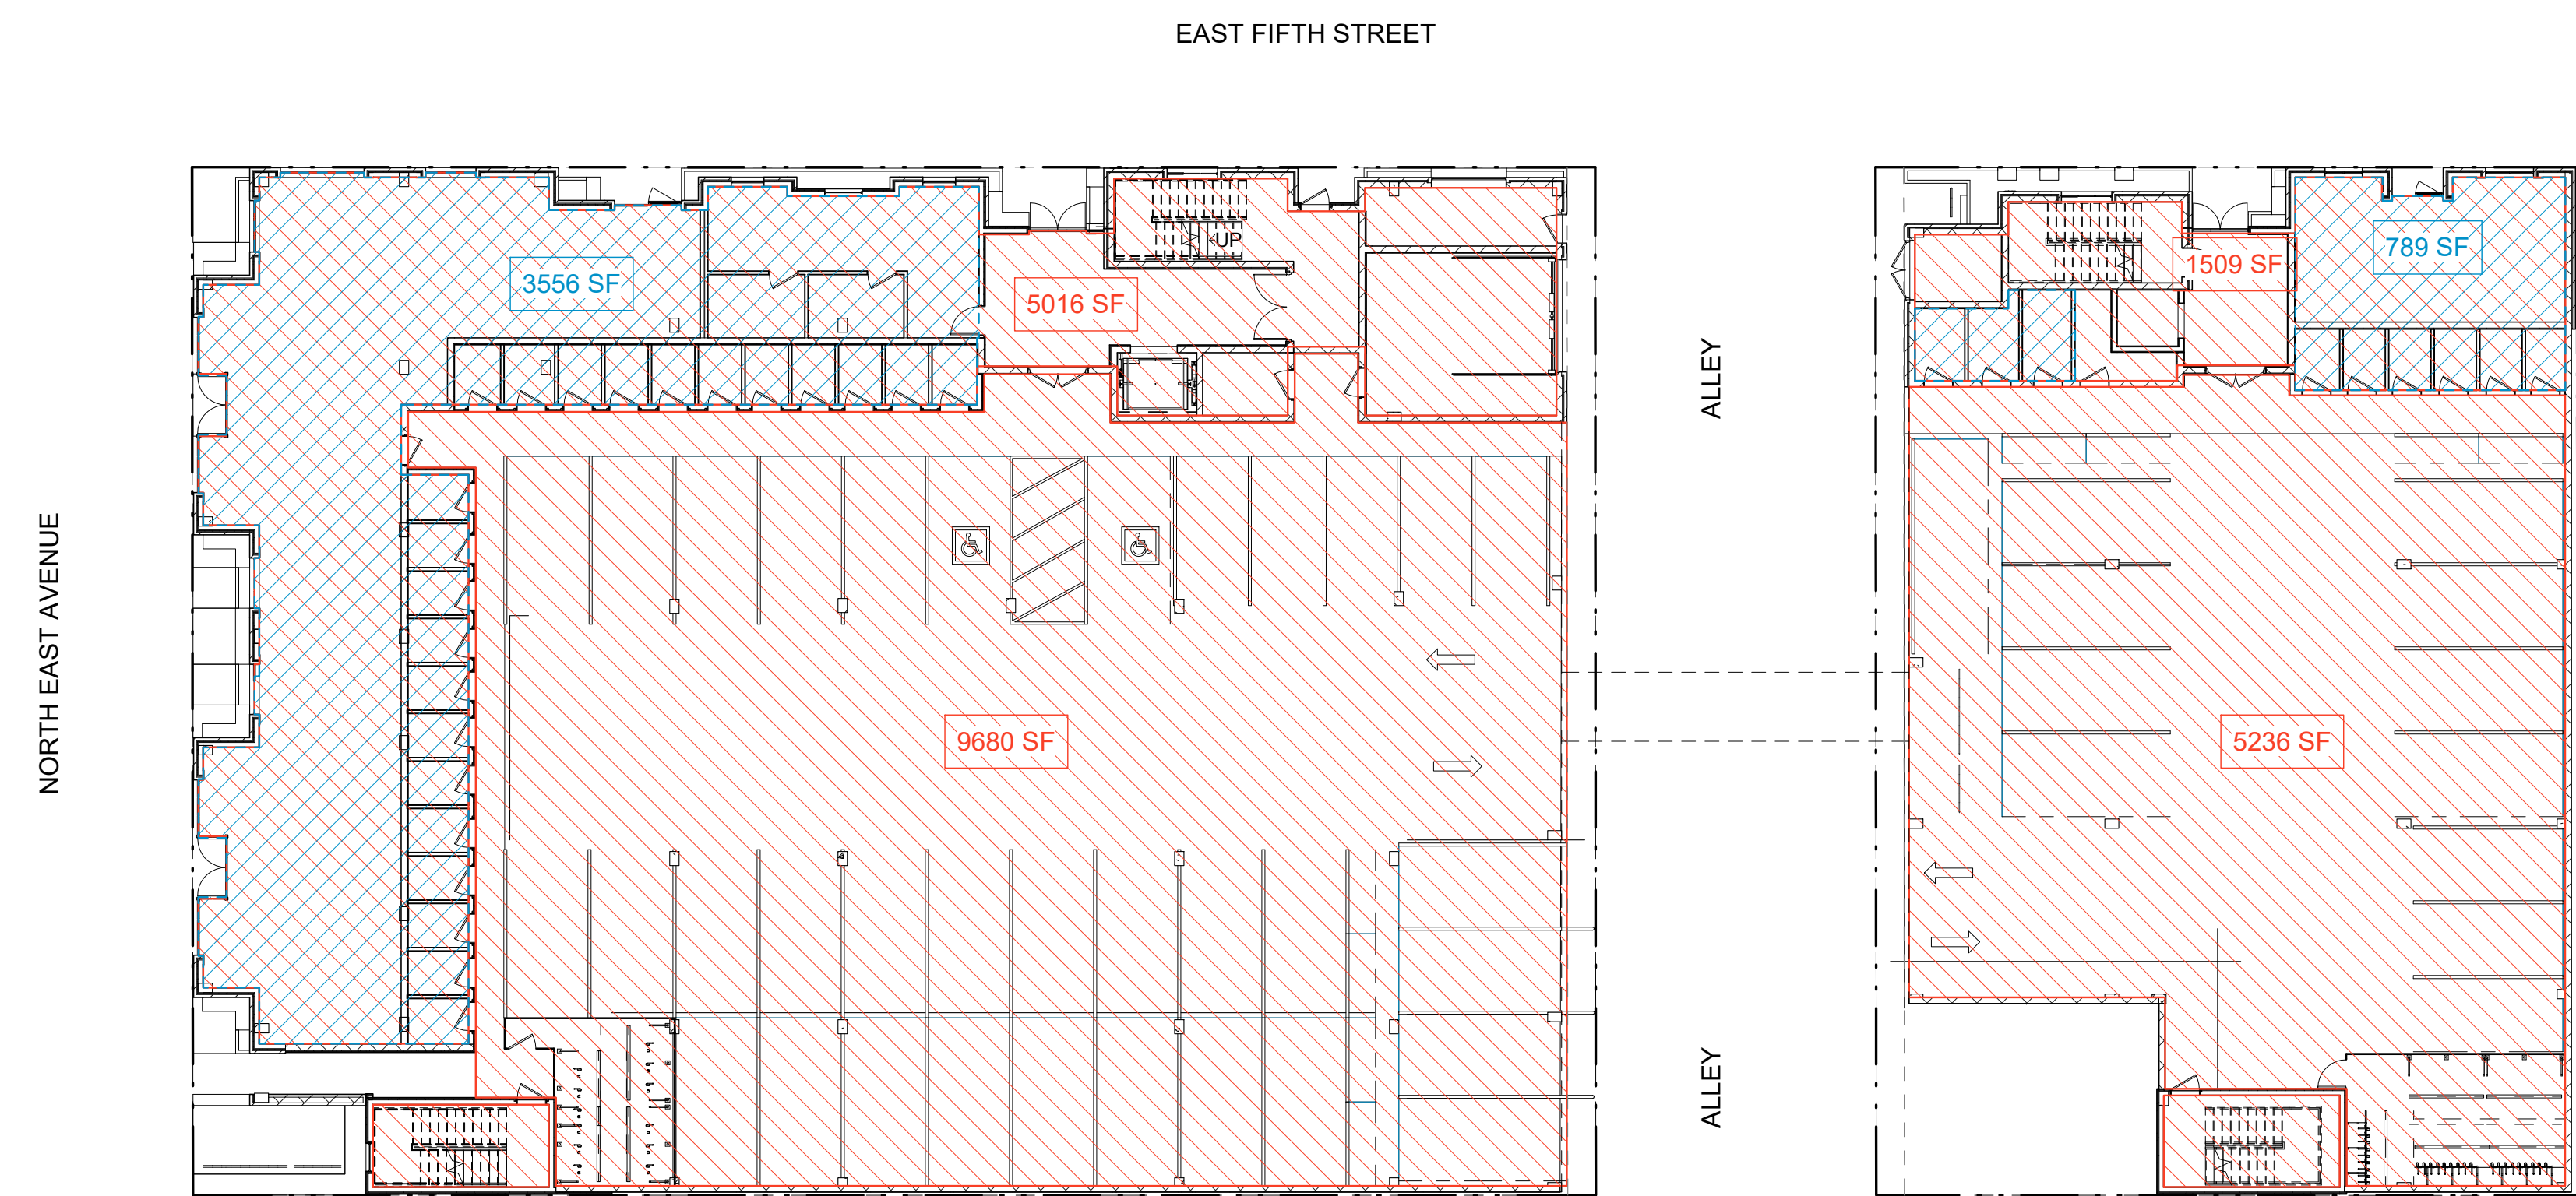 EAST FIFTH STREET
UP
789 SF
1509 SF
3556 SF
5016 SF
ALLEY
NORTH EAST AVENUE
9680 SF
5236 SF
ALLEY